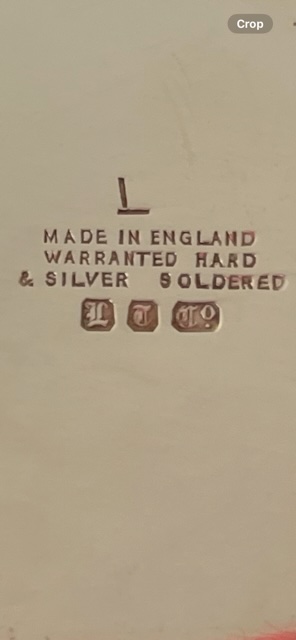 Crop
L
MADE IN ENGLAND
WARRANTED HARD
& SILVER SOLDERED
L T Co